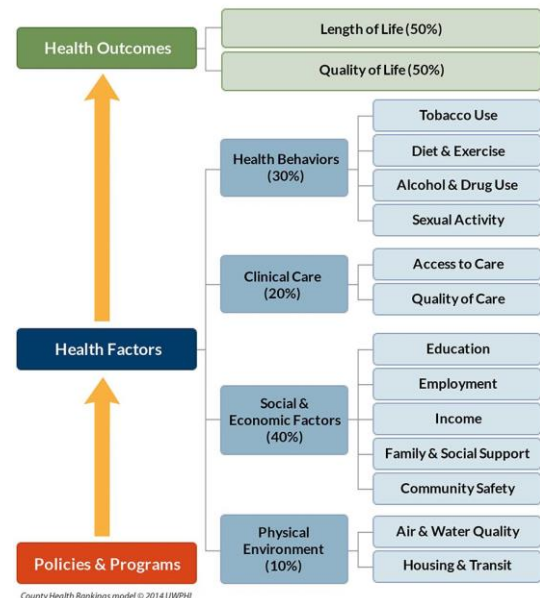 Health Outcomes
Length of Life (50%)
Quality of Life (50%)
Health Factors
Health Behaviors
(30%)
Tobacco Use
Diet & Exercise
Alcohol & Drug Use
Sexual Activity
Clinical Care
(20%)
Access to Care
Quality of Care
Social &
Economic Factors
(40%)
Education
Employment
Income
Family & Social Support
Community Safety
Physical
Environment
(10%)
Air & Water Quality
Housing & Transit
Policies & Programs
County Health Rankings model © 2014 UWPHI